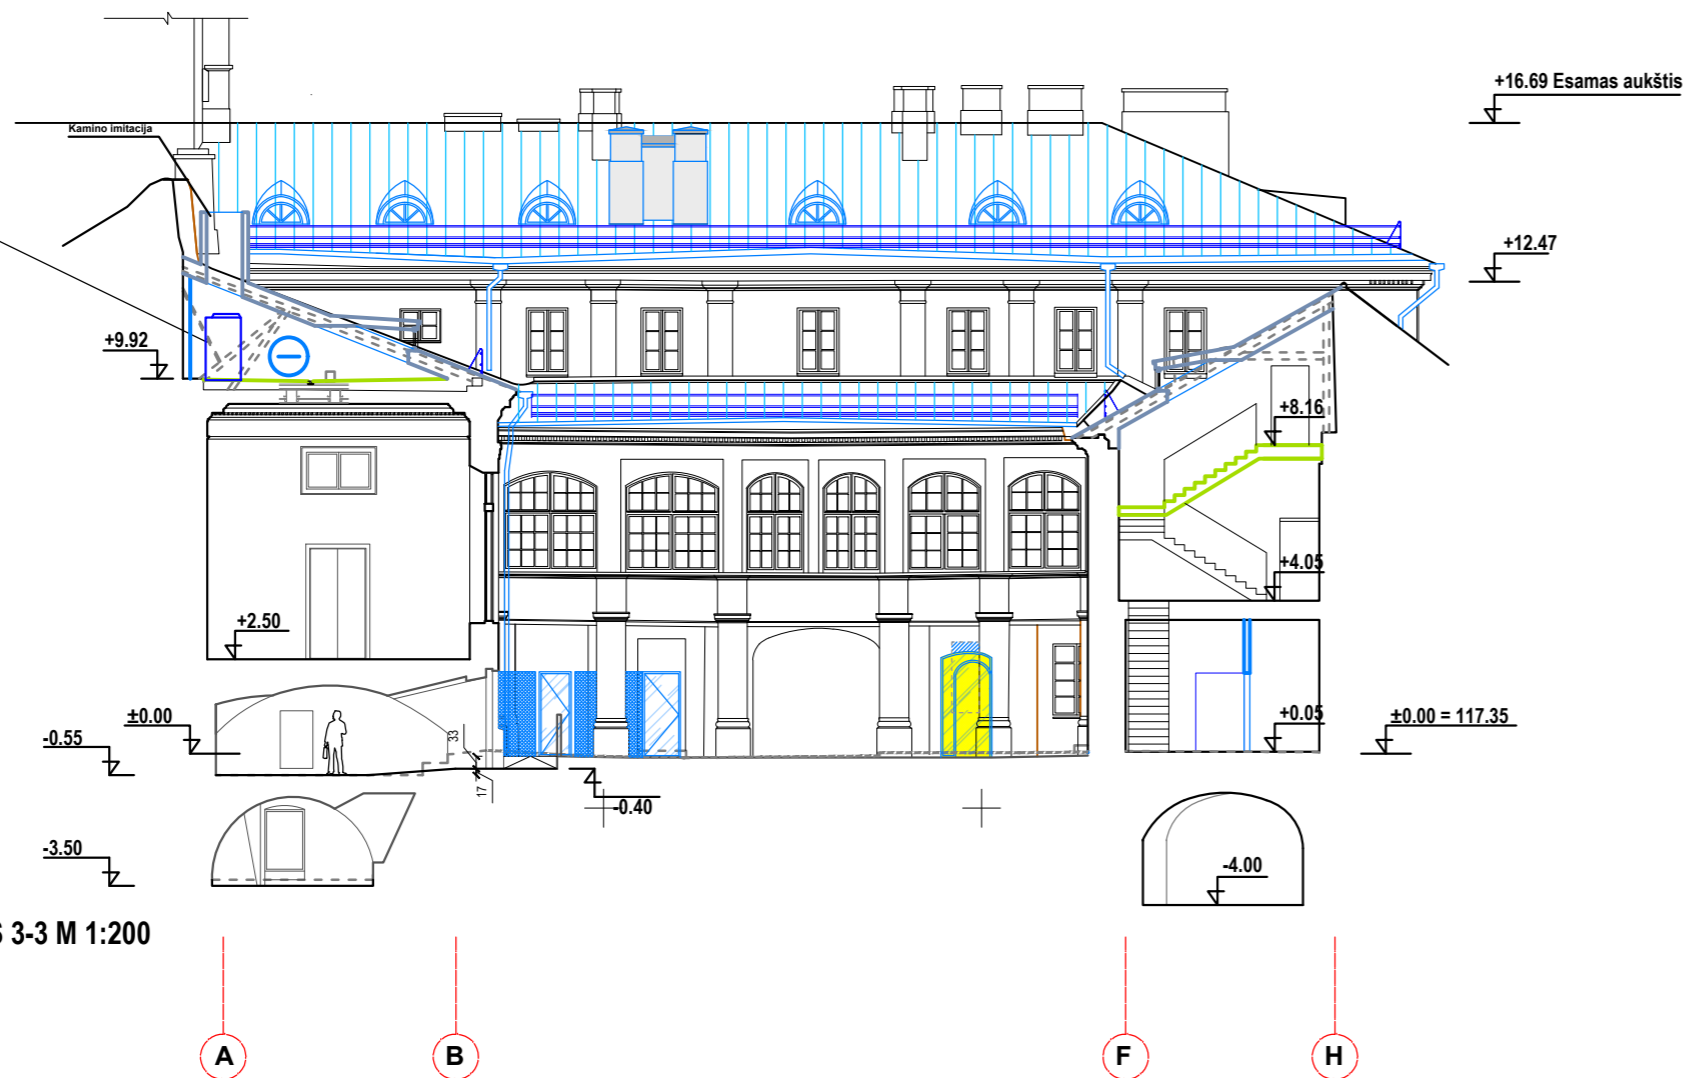 +16.69 Esamas aukštis
Kamino imitacija
+12.47
+9.92
+8.16
+4.05
+2.50
±0.00
-0.55
33
17
+0.05
±0.00 = 117.35
-0.40
-3.50
-4.00
3-3 M 1:200
A
B
F
H